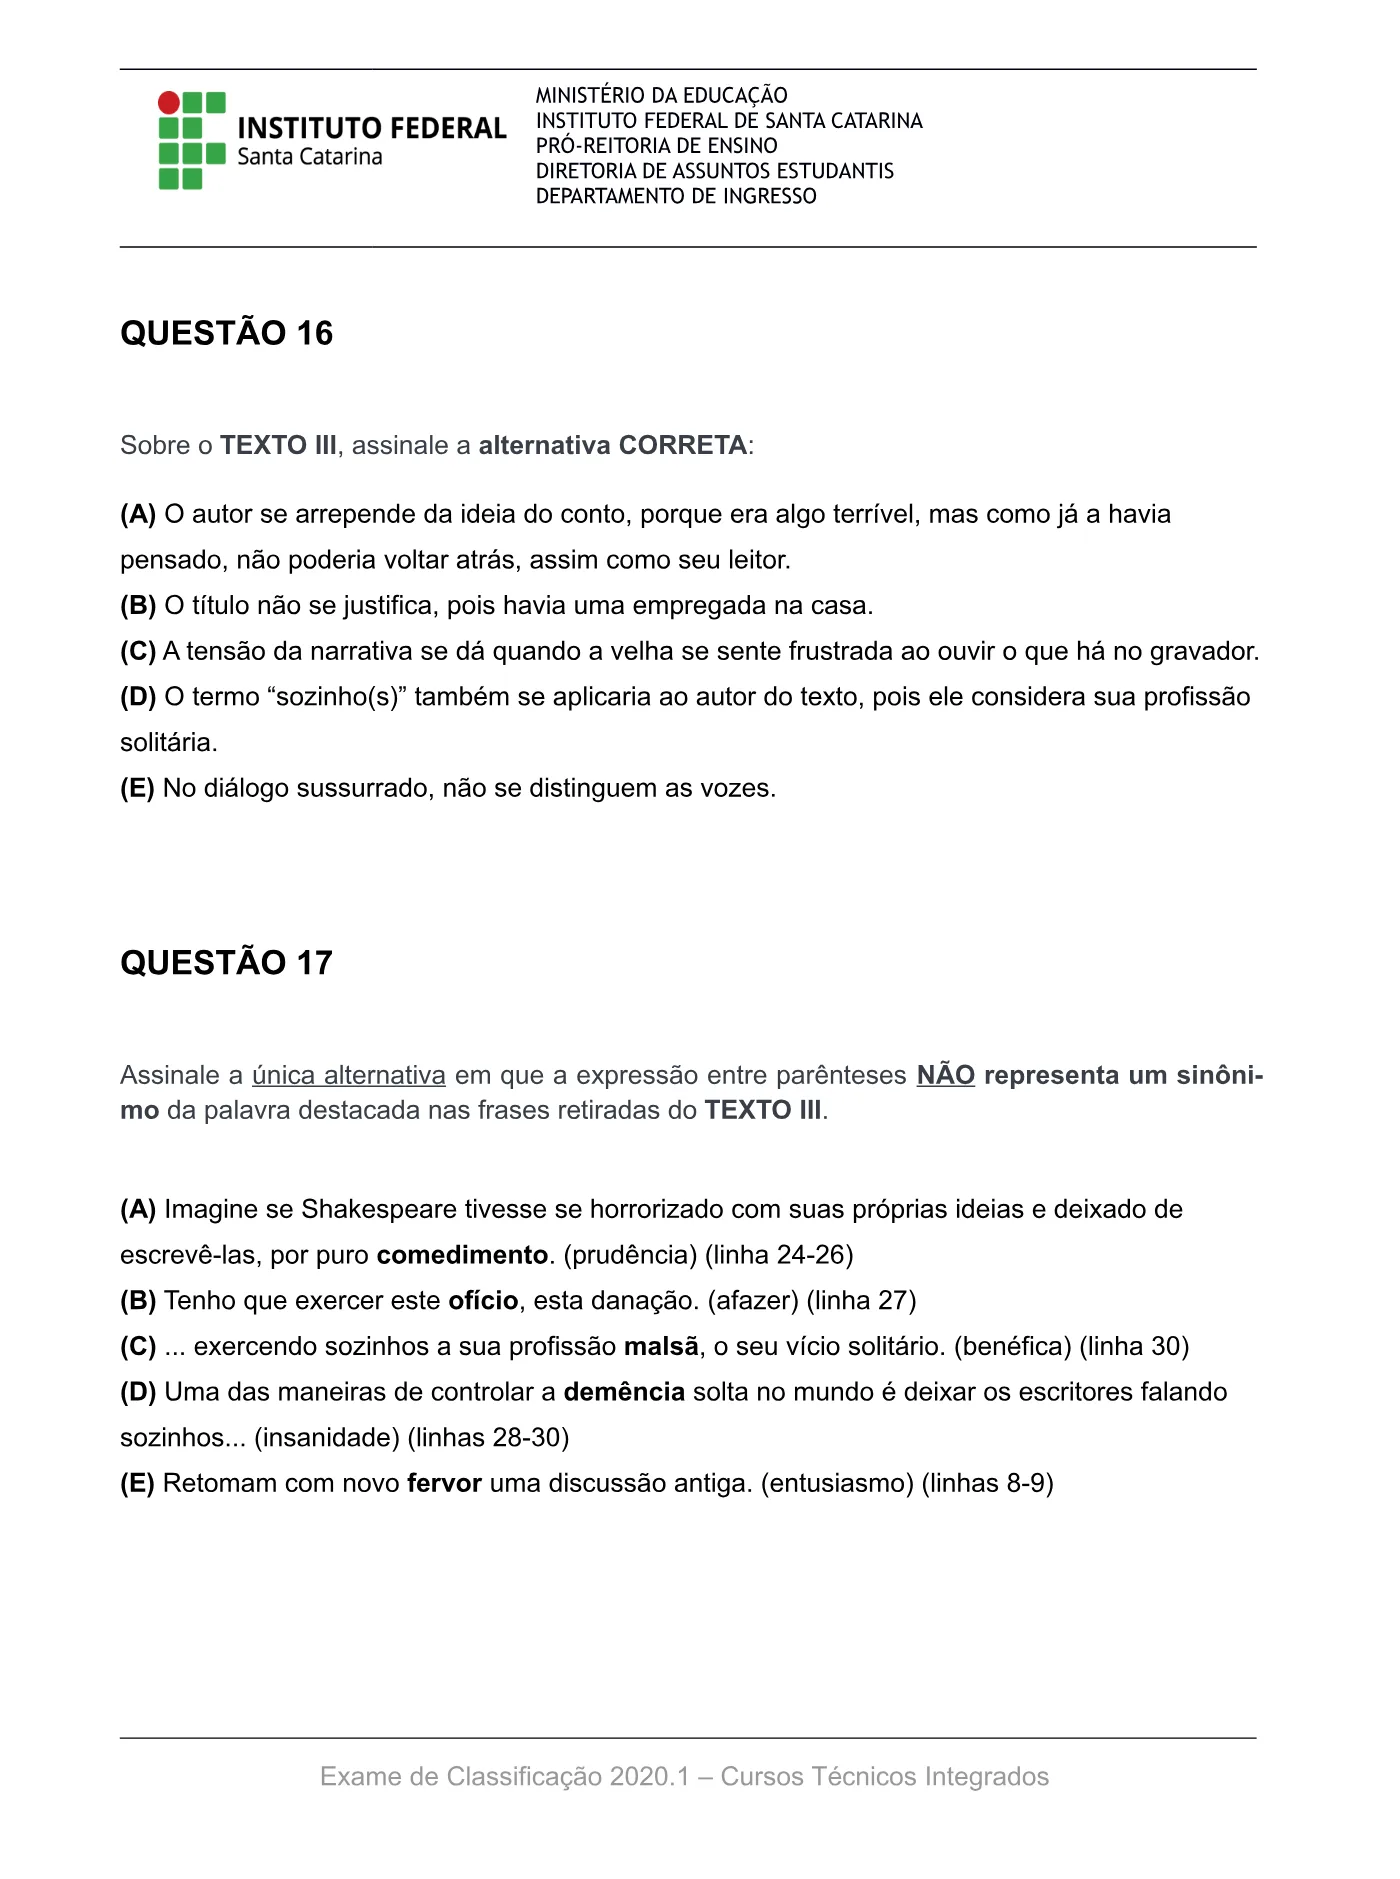 INSTITUTO FEDERAL
Santa Catarina
MINISTÉRIO DA EDUCAÇÃO
INSTITUTO FEDERAL DE SANTA CATARINA
PRÓ-REITORIA DE ENSINO
DIRETORIA DE ASSUNTOS ESTUDANTIS
DEPARTAMENTO DE INGRESSO
QUESTÃO 16
Sobre o TEXTO III, assinale a alternativa CORRETA:
(A) O autor se arrepende da ideia do conto, porque era algo terrível, mas como já a havia
pensado, não poderia voltar atrás, assim como seu leitor.
(B) O título não se justifica, pois havia uma empregada na casa.
(C) A tensão da narrativa se dá quando a velha se sente frustrada ao ouvir o que há no gravador.
(D) O termo “sozinho(s)” também se aplicaria ao autor do texto, pois ele considera sua profissão
solitária.
(E) No diálogo sussurrado, não se distinguem as vozes.
QUESTÃO 17
Assinale a única alternativa em que a expressão entre parênteses NÃO representa um sinôni-
mo da palavra destacada nas frases retiradas do TEXTO III.
(A) Imagine se Shakespeare tivesse se horrorizado com suas próprias ideias e deixado de
escrevê-las, por puro comedimento. (prudência) (linha 24-26)
(B) Tenho que exercer este ofício, esta danação. (afazer) (linha 27)
(C) ... exercendo sozinhos a sua profissão malsã, o seu vício solitário. (benéfica) (linha 30)
(D) Uma das maneiras de controlar a demência solta no mundo é deixar os escritores falando
sozinhos... (insanidade) (linhas 28-30)
(E) Retomam com novo fervor uma discussão antiga. (entusiasmo) (linhas 8-9)
Exame de Classificação 2020.1 – Cursos Técnicos Integrados